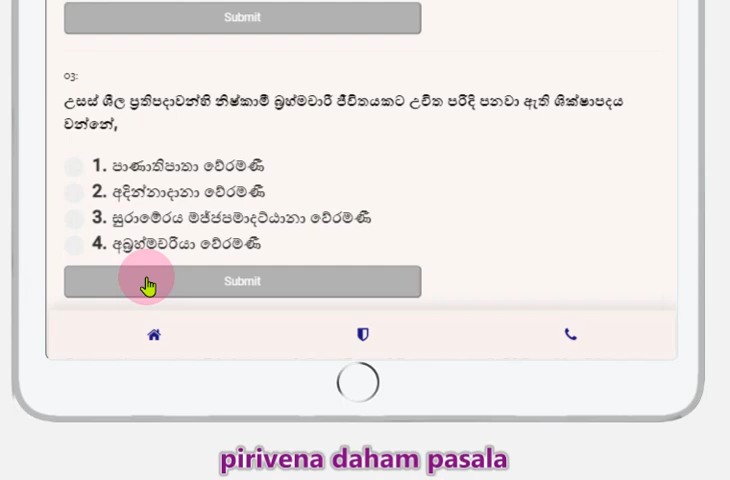 Submit
03:
උසස් ශීල ප්‍රතිපදාවන්හි නිෂ්කාමී බ්‍රහ්මචාරී ජීවිතයකට උචිත පරිදි පනවා ඇති ශික්ෂාපදය
වන්නේ,
1. පාණාතිපාතා වේරමණී
2. අදින්නාදානා වේරමණී
3. සුරාමේරය මජ්ජපමාදට්ඨානා වේරමණී
4. අබ්‍රහ්මචරියා වේරමණී
Submit
pirivena daham pasala